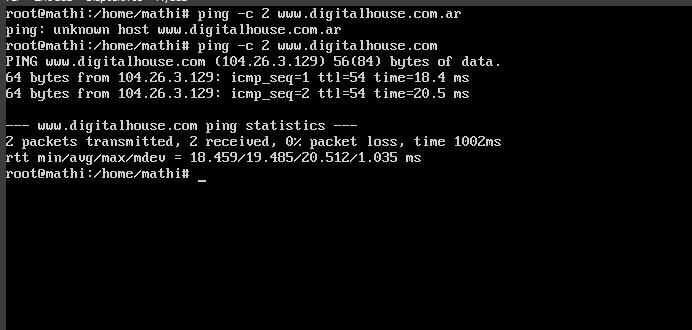 root@mathi:/home/mathi# ping -c 2 www.digitalhouse.com.ar
ping: unknown host www.digitalhouse.com.ar
root@mathi:/home/mathi# ping -c 2 www.digitalhouse.com
PING www.digitalhouse.com (104.26.3.129) 56(84) bytes of data.
64 bytes from 104.26.3.129: icmp_seq=1 ttl=54 time=18.4 ms
64 bytes from 104.26.3.129: icmp_seq=2 ttl=54 time=20.5 ms

--- www.digitalhouse.com ping statistics ---
2 packets transmitted, 2 received, 0% packet loss, time 1002ms
rtt min/avg/max/mdev = 18.459/19.485/20.512/1.035 ms
root@mathi:/home/mathi# _